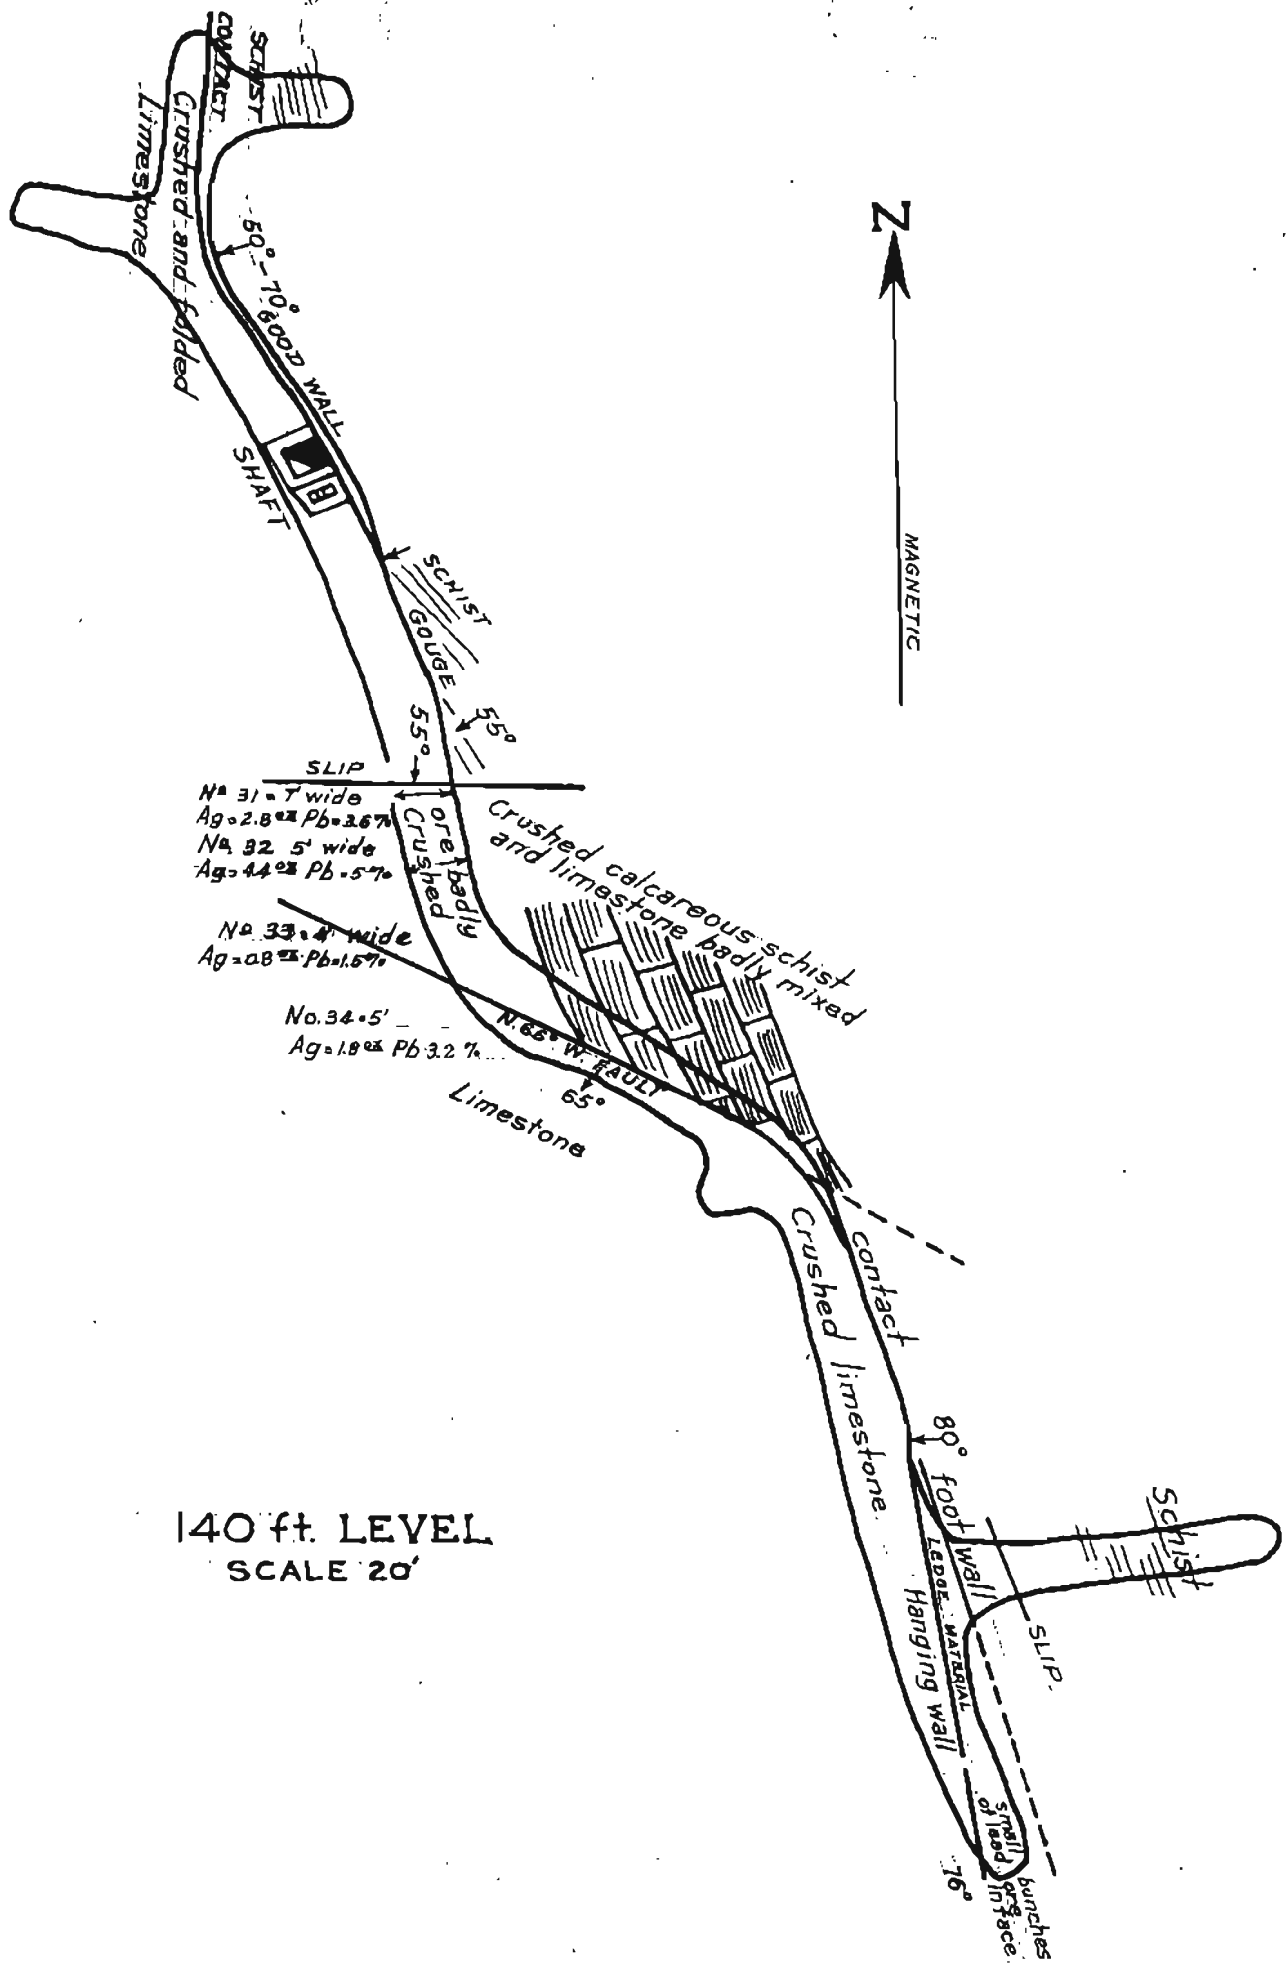 CONTACT
SCHIST
Crushed and folded
Limestone
60°-70°
GOOD WALL
SHAFT
N
MAGNETIC
SCHIST
GOUGE
55°
55°
SLIP
No 31 = 7' wide
Ag=2.8 oz Pb=3.6%
No. 32 5' wide
Ag=4.4 oz Pb=5%
ore badly
Crushed
Crushed calcareous schist
and limestone badly mixed
No 33=4' wide
Ag=0.8 oz Pb=1.5%
No. 34=5'
Ag=1.8 oz Pb 3.2%
N. 65° W. FAULT
65°
Limestone
Crushed limestone
contact
80°
foot wall
LEDGE MATERIAL
Hanging wall
Schist
SLIP
140 ft. LEVEL
SCALE 20'
76°
small bunches
of lead ore
in face